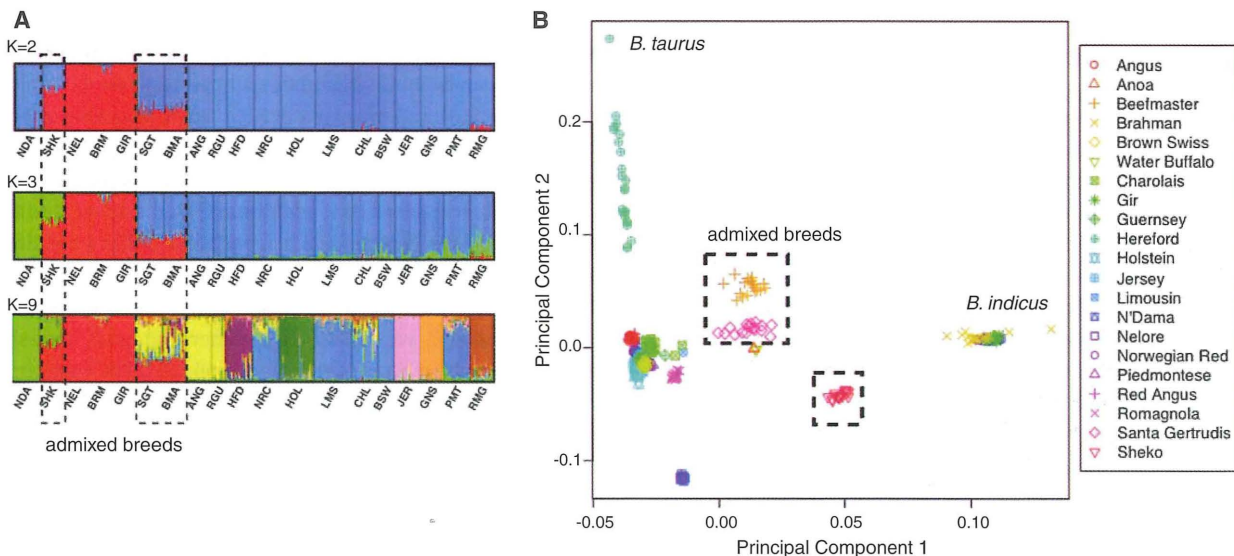 A
K=2
NDA SHK NEL BRM GIR SGT BMA ANG RGU HFD NRC HOL LMS CHL BSW JER GNS PMT RMG
K=3
NDA SHK NEL BRM GIR SGT BMA ANG RGU HFD NRC HOL LMS CHL BSW JER GNS PMT RMG
K=9
NDA SHK NEL BRM GIR SGT BMA ANG RGU HFD NRC HOL LMS CHL BSW JER GNS PMT RMG
admixed breeds
B
B. taurus
admixed breeds
B. indicus
Principal Component 2
0.2
0.1
0.0
-0.1
-0.05 0.00 0.05 0.10
Principal Component 1
Angus
Anoa
Beefmaster
Brahman
Brown Swiss
Water Buffalo
Charolais
Gir
Guernsey
Hereford
Holstein
Jersey
Limousin
N'Dama
Nelore
Norwegian Red
Piedmontese
Red Angus
Romagnola
Santa Gertrudis
Sheko